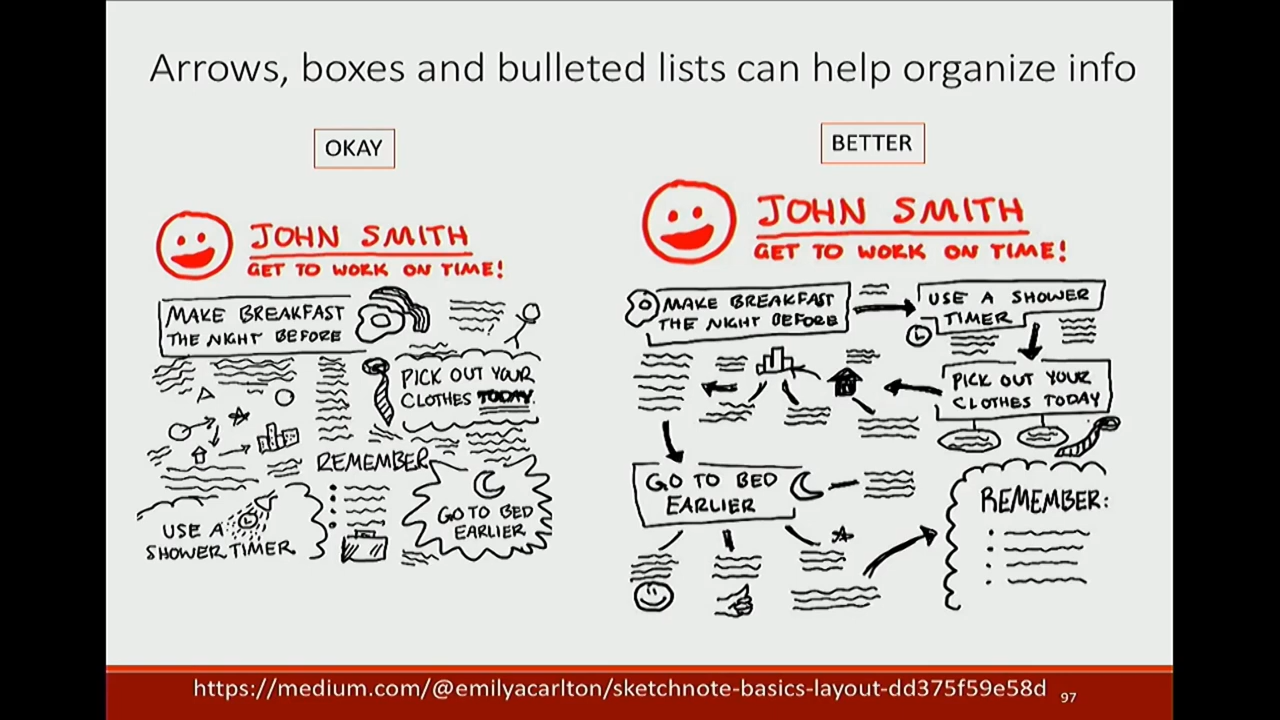 Arrows, boxes and bulleted lists can help organize info
OKAY
JOHN SMITH
GET TO WORK ON TIME!
MAKE BREAKFAST
THE NIGHT BEFORE
PICK OUT YOUR
CLOTHES TODAY.
REMEMBER
USE A
SHOWER TIMER
GO TO BED
EARLIER
BETTER
JOHN SMITH
GET TO WORK ON TIME!
MAKE BREAKFAST
THE NIGHT BEFORE
USE A SHOWER
TIMER
PICK OUT YOUR
CLOTHES TODAY
GO TO BED
EARLIER
REMEMBER:
https://medium.com/@emilyacarlton/sketchnote-basics-layout-dd375f59e58d
97